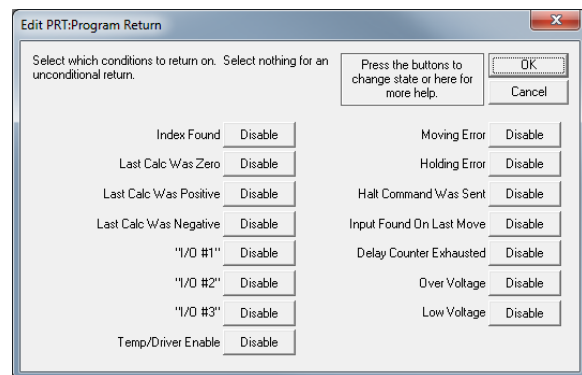 Edit PRT:Program Return
Select which conditions to return on. Select nothing for an
unconditional return.
Press the buttons to
change state or here for
more help.
OK
Cancel
Index Found Disable
Last Calc Was Zero Disable
Last Calc Was Positive Disable
Last Calc Was Negative Disable
"I/O #1" Disable
"I/O #2" Disable
"I/O #3" Disable
Temp/Driver Enable Disable
Moving Error Disable
Holding Error Disable
Halt Command Was Sent Disable
Input Found On Last Move Disable
Delay Counter Exhausted Disable
Over Voltage Disable
Low Voltage Disable